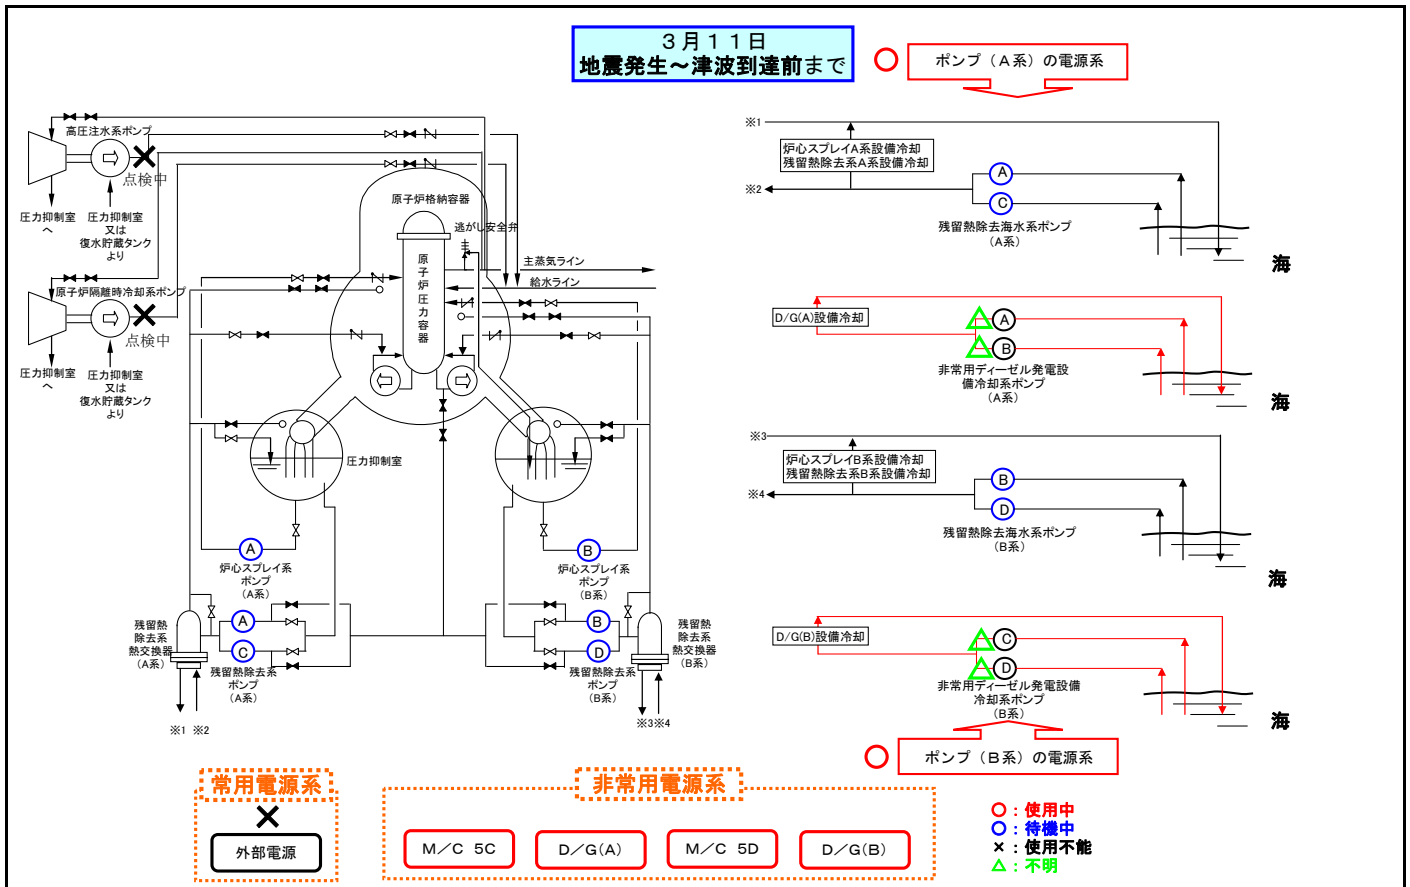 ３月１１日
地震発生～津波到達前まで
ポンプ（Ａ系）の電源系
高圧注水系ポンプ
点検中
圧力抑制室
へ
圧力抑制室
又は
復水貯蔵タンク
より
原子炉隔離時冷却系ポンプ
点検中
圧力抑制室
へ
圧力抑制室
又は
復水貯蔵タンク
より
原子炉格納容器
逃がし安全弁
原子炉圧力容器
主蒸気ライン
給水ライン
圧力抑制室
A
炉心スプレイ系
ポンプ
(A系)
B
炉心スプレイ系
ポンプ
(B系)
残留熱
除去系
熱交換器
(A系)
A
C
残留熱除去系
ポンプ
(A系)
B
D
残留熱除去系
ポンプ
(B系)
残留熱
除去系
熱交換器
(B系)
※1 ※2
※3※4
※1
炉心スプレイA系設備冷却
残留熱除去系A系設備冷却
※2
A
C
残留熱除去海水系ポンプ
(A系)
海
D/G(A)設備冷却
A
B
非常用ディーゼル発電設
備冷却系ポンプ
(A系)
海
※3
炉心スプレイB系設備冷却
残留熱除去系B系設備冷却
※4
B
D
残留熱除去海水系ポンプ
(B系)
海
D/G(B)設備冷却
C
D
非常用ディーゼル発電設備
冷却系ポンプ
(B系)
海
ポンプ（Ｂ系）の電源系
常用電源系
外部電源
非常用電源系
M／C 5C
D／G(A)
M／C 5D
D／G(B)
○：使用中
○：待機中
×：使用不能
△：不明